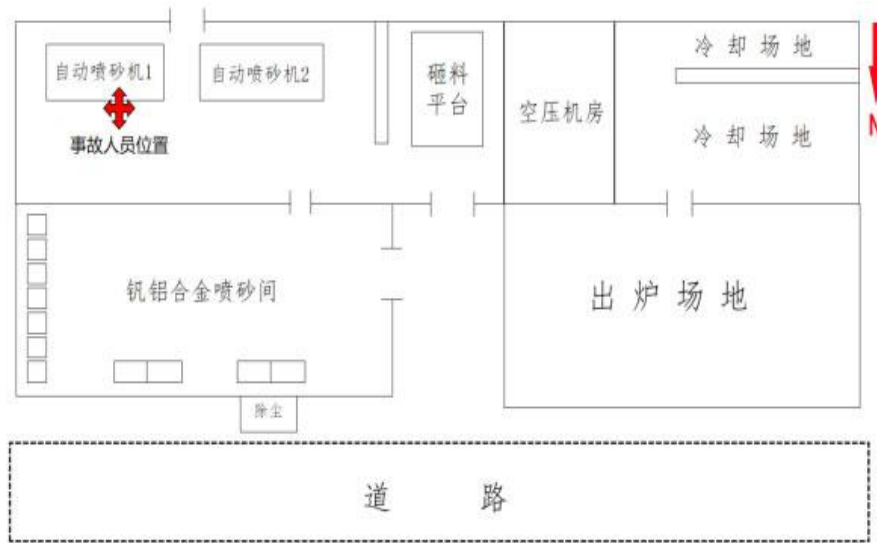 自动喷砂机1
自动喷砂机2
事故人员位置
砸料
平台
空压机房
冷却场地
冷却场地
N
钒铝合金喷砂间
出炉场地
除尘
道路